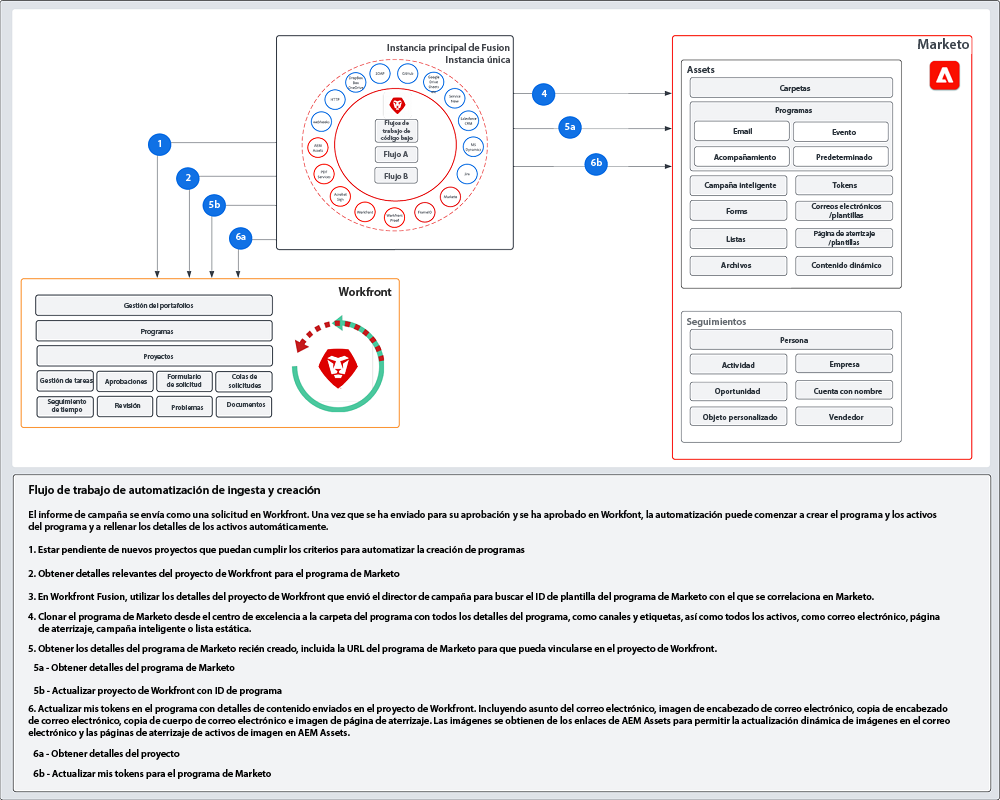 Instancia principal de Fusion
Instancia única
Marketo
DropBox
Box
OneDrive
SOAP
GitHub
Google
Drive
Sheets
HTTP
Service
Now
webhooks
Salesforce
CRM
AEM
Assets
MS
Dynamics
PDF
Services
Jira
Acrobat
Sign
Marketo
Workfront
Workfront
Proof
Frame IO
Flujos de
trabajo de
código bajo
Flujo A
Flujo B
1
2
5b
6a
4
5a
6b
Assets
Carpetas
Programas
Email
Evento
Acompañamiento
Predeterminado
Campaña inteligente
Tokens
Forms
Correos electrónicos
/plantillas
Listas
Página de aterrizaje
/plantillas
Archivos
Contenido dinámico
Seguimientos
Persona
Actividad
Empresa
Oportunidad
Cuenta con nombre
Objeto personalizado
Vendedor
Workfront
Gestión del portafolios
Programas
Proyectos
Gestión de tareas
Aprobaciones
Formulario
de solicitud
Colas de
solicitudes
Seguimiento
de tiempo
Revisión
Problemas
Documentos
Flujo de trabajo de automatización de ingesta y creación
El informe de campaña se envía como una solicitud en Workfront. Una vez que se ha enviado para su aprobación y se ha aprobado en Workfont, la automatización puede comenzar a crear el programa y los activos
del programa y a rellenar los detalles de los activos automáticamente.
1. Estar pendiente de nuevos proyectos que puedan cumplir los criterios para automatizar la creación de programas
2. Obtener detalles relevantes del proyecto de Workfront para el programa de Marketo
3. En Workfront Fusion, utilizar los detalles del proyecto de Workfront que envió el director de campaña para buscar el ID de plantilla del programa de Marketo con el que se correlaciona en Marketo.
4. Clonar el programa de Marketo desde el centro de excelencia a la carpeta del programa con todos los detalles del programa, como canales y etiquetas, así como todos los activos, como correo electrónico, página
de aterrizaje, campaña inteligente o lista estática.
5. Obtener los detalles del programa de Marketo recién creado, incluida la URL del programa de Marketo para que pueda vincularse en el proyecto de Workfront.
5a - Obtener detalles del programa de Marketo
5b - Actualizar proyecto de Workfront con ID de programa
6. Actualizar mis tokens en el programa con detalles de contenido enviados en el proyecto de Workfront. Incluyendo asunto del correo electrónico, imagen de encabezado de correo electrónico, copia de encabezado
de correo electrónico, copia de cuerpo de correo electrónico e imagen de página de aterrizaje. Las imágenes se obtienen de los enlaces de AEM Assets para permitir la actualización dinámica de imágenes en el correo
electrónico y las páginas de aterrizaje de activos de imagen en AEM Assets.
6a - Obtener detalles del proyecto
6b - Actualizar mis tokens para el programa de Marketo